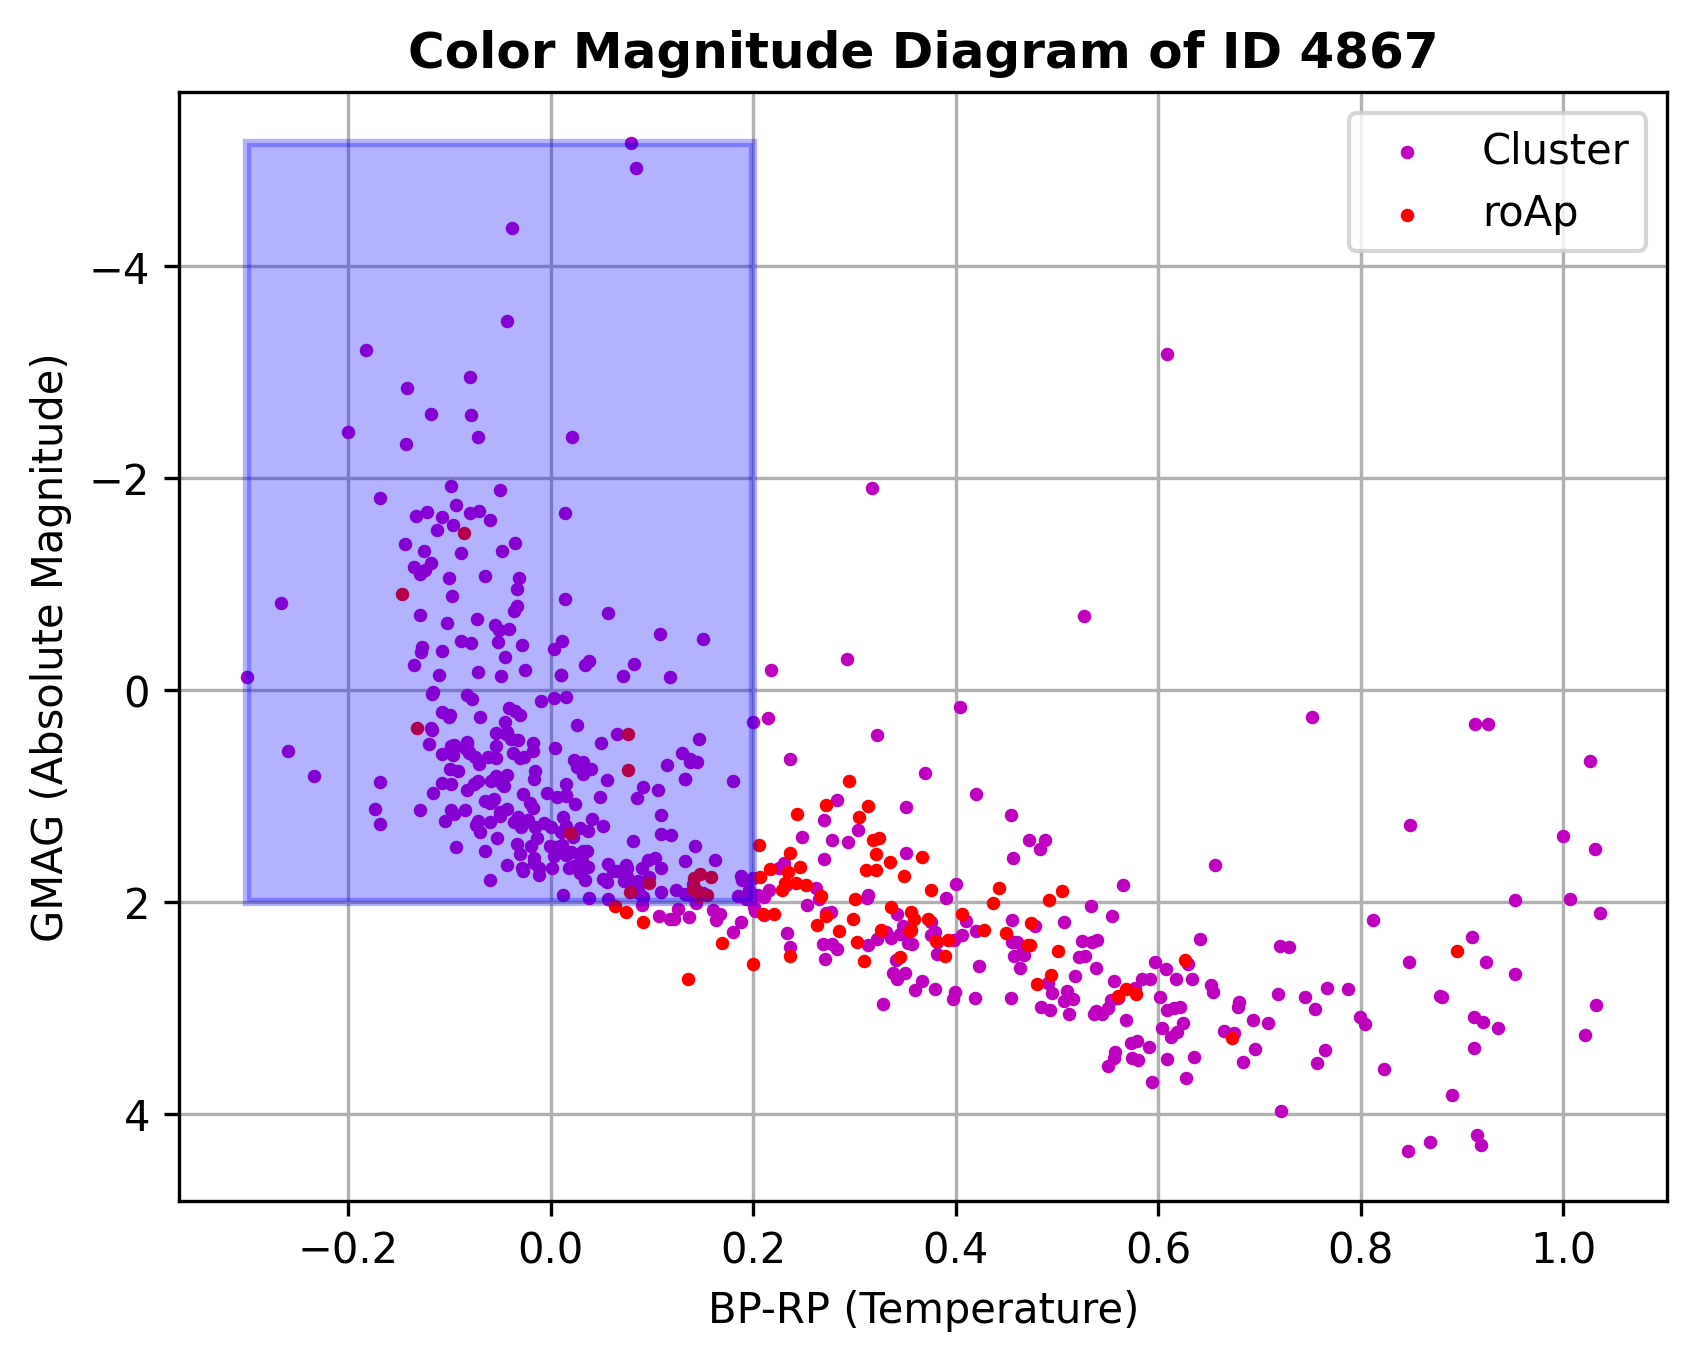 Color Magnitude Diagram of ID 4867
Cluster
roAp
−4
−2
0
2
4
GMAG (Absolute Magnitude)
−0.2 0.0 0.2 0.4 0.6 0.8 1.0
BP-RP (Temperature)